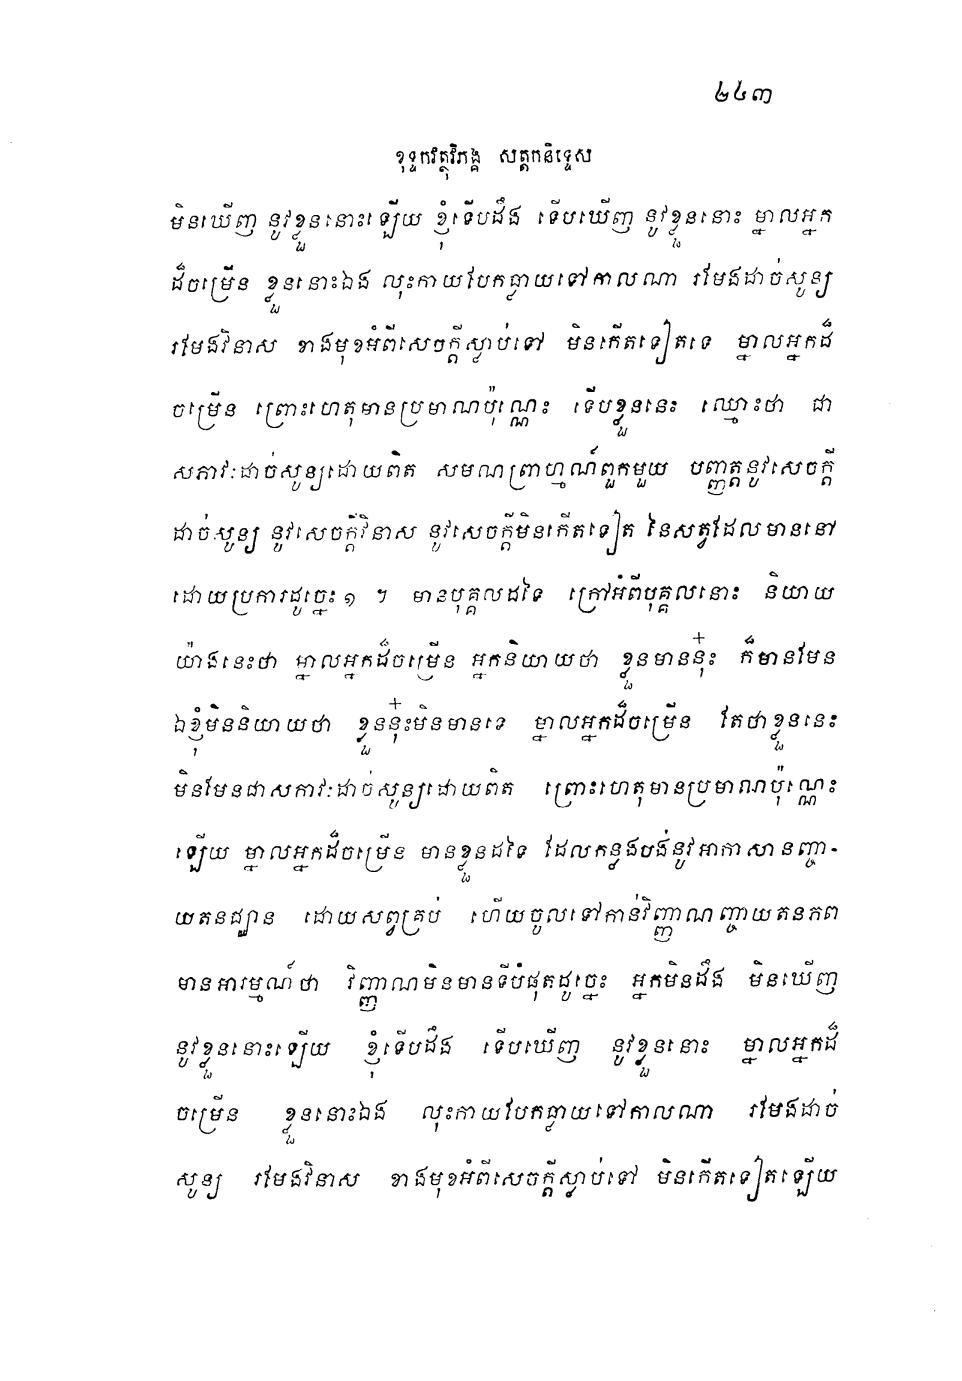 ២៤៣
ខុទ្ទកវត្ថុវិភង្គ សត្តកនិទ្ទេស
មិនឃើញ នូវខ្លួននោះឡើយ ខ្ញុំទើបដឹង ទើបឃើញ នូវខ្លួននោះ ម្នាលអ្នក
ដ៏ចម្រើន ខ្លួននោះឯង លុះកាយបែកធ្លាយទៅកាលណា រមែងដាច់សូន្យ
រមែងវិនាស ខាងមុខអំពីសេចក្តីស្លាប់ទៅ មិនកើតទៀតទេ ម្នាលអ្នកដ៏
ចម្រើន ព្រោះហេតុមានប្រមាណប៉ុណ្ណេះ ទើបខ្លួននេះ ឈ្មោះថា ជា
សភាវៈដាច់សូន្យដោយពិត សមណព្រាហ្មណ៍ពួកមួយ បញ្ញត្តនូវសេចក្តី
ដាច់សូន្យ នូវសេចក្តីវិនាស នូវសេចក្តីមិនកើតទៀត នៃសត្វដែលមាននៅ
ដោយប្រការដូច្នេះ១ ។ មានបុគ្គលដទៃ ក្រៅអំពីបុគ្គលនោះ និយាយ
យ៉ាងនេះថា ម្នាលអ្នកដ៏ចម្រើន អ្នកនិយាយថា ខ្លួនមាននុ៎ះ ក៏មានមែន
ឯខ្ញុំមិននិយាយថា ខ្លួននុ៎ះមិនមានទេ ម្នាលអ្នកដ៏ចម្រើន តែថាខ្លួននេះ
មិនមែនជាសភាវៈដាច់សូន្យដោយពិត ព្រោះហេតុមានប្រមាណប៉ុណ្ណេះ
ឡើយ ម្នាលអ្នកដ៏ចម្រើន មានខ្លួនដទៃ ដែលកន្លងបង់នូវអាកាសានញ្ចា-
យតនជ្ឈាន ដោយសព្វគ្រប់ ហើយចូលទៅកាន់វិញ្ញាណញ្ចាយតនភព
មានអារម្មណ៍ថា វិញ្ញាណមិនមានទីបំផុតដូច្នេះ អ្នកមិនដឹង មិនឃើញ
នូវខ្លួននោះឡើយ ខ្ញុំទើបដឹង ទើបឃើញ នូវខ្លួននោះ ម្នាលអ្នកដ៏
ចម្រើន ខ្លួននោះឯង លុះកាយបែកធ្លាយទៅកាលណា រមែងដាច់
សូន្យ រមែងវិនាស ខាងមុខអំពីសេចក្តីស្លាប់ទៅ មិនកើតទៀតឡើយ